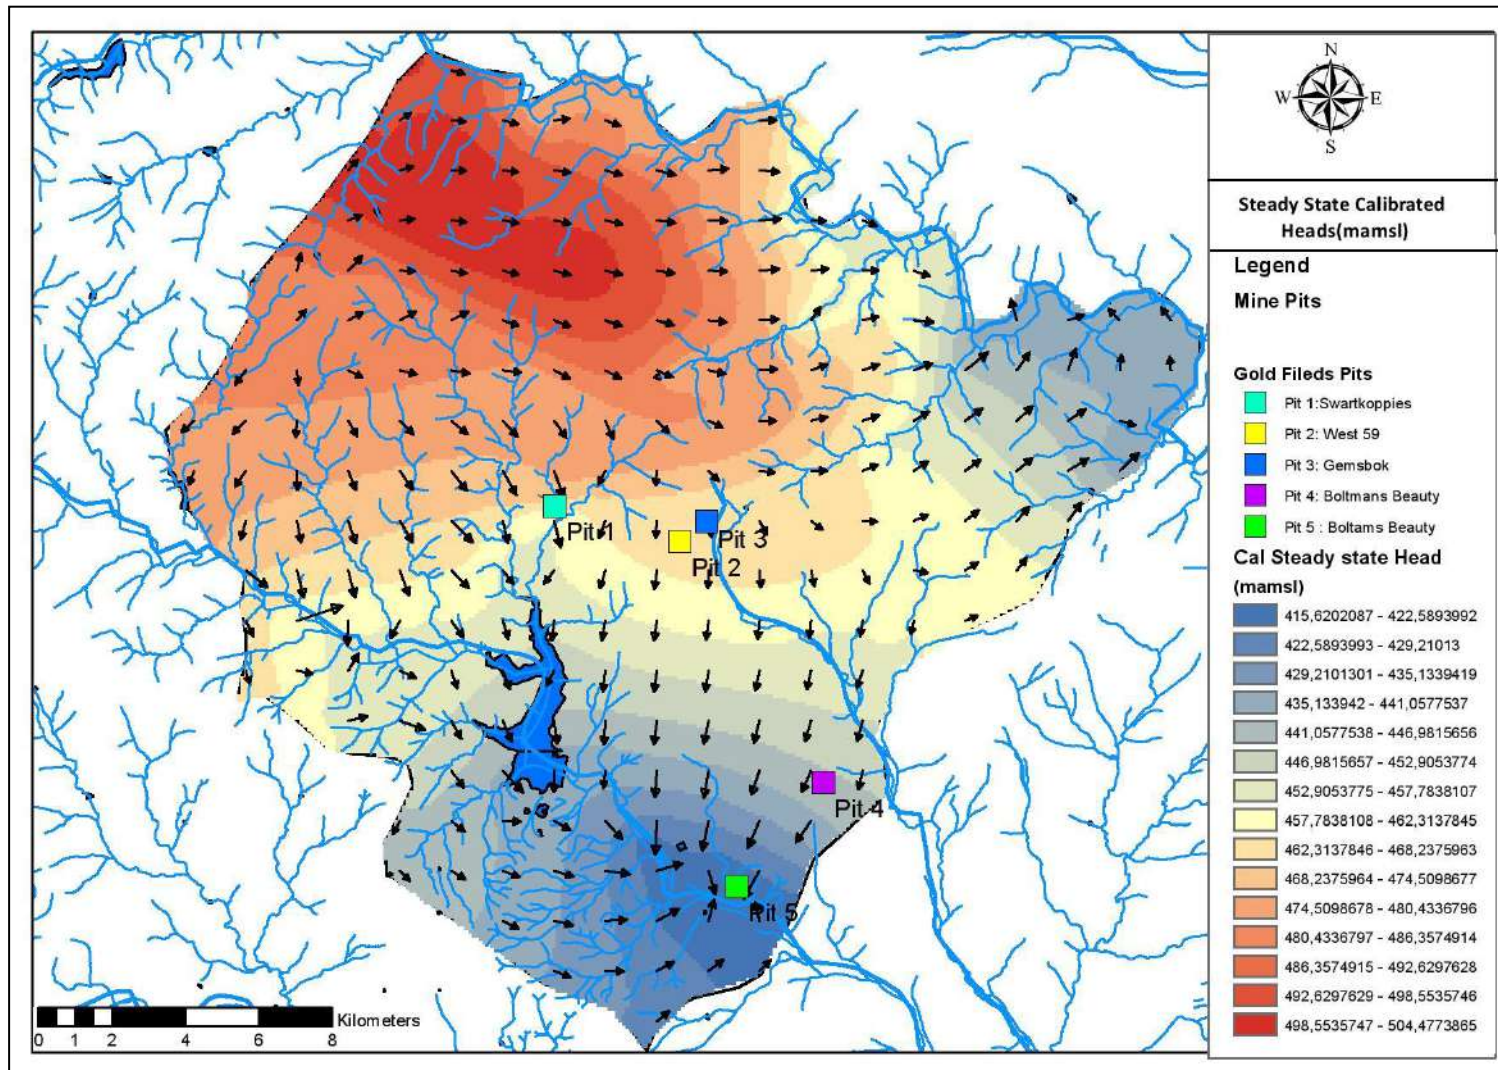 N
W E
S
Steady State Calibrated
Heads(mamsl)
Legend
Mine Pits
Gold Fileds Pits
Pit 1:Swartkoppies
Pit 2: West 59
Pit 3: Gemsbok
Pit 4: Boltmans Beauty
Pit 5 : Boltams Beauty
Cal Steady state Head
(mamsl)
415,6202087 - 422,5893992
422,5893993 - 429,21013
429,2101301 - 435,1339419
435,133942 - 441,0577537
441,0577538 - 446,9815656
446,9815657 - 452,9053774
452,9053775 - 457,7838107
457,7838108 - 462,3137845
462,3137846 - 468,2375963
468,2375964 - 474,5098677
474,5098678 - 480,4336796
480,4336797 - 486,3574914
486,3574915 - 492,6297628
492,6297629 - 498,5535746
498,5535747 - 504,4773865
Pit 1
Pit 3
Pit 2
Pit 4
Pit 5
Kilometers
0 1 2 4 6 8